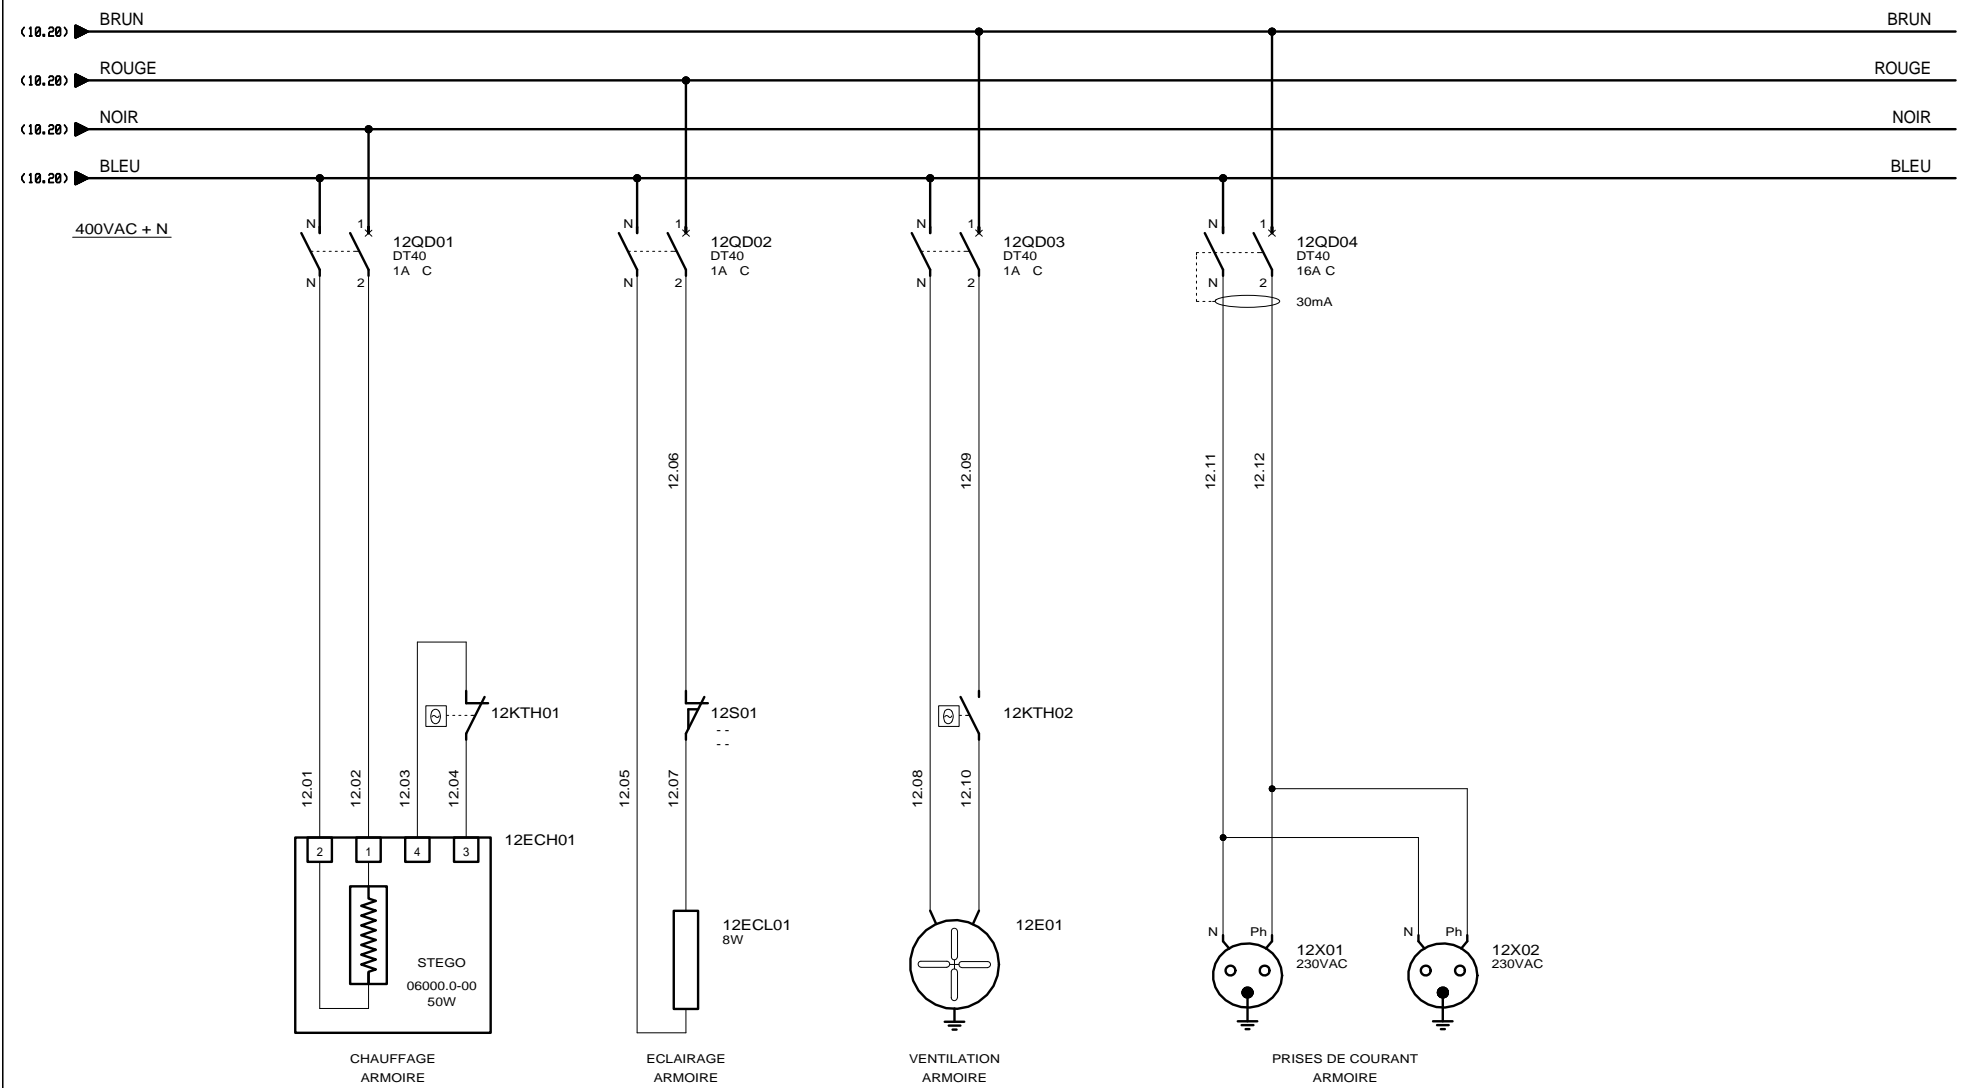 BRUN BRUN
(10.20)
ROUGE ROUGE
(10.20)
NOIR NOIR
(10.20)
BLEU BLEU
(10.20)
400VAC + N
N 1 N 1 N 1 N 1
12QD01 12QD02 12QD03 12QD04
DT40 DT40 DT40 DT40
1A C 1A C 1A C 16A C
N 2 N 2 N 2 N 2
30mA
12.06 12.09 12.11 12.12
12KTH01 12S01 12KTH02
- -
- -
12.01 12.02 12.03 12.04 12.05 12.07 12.08 12.10
12ECH01
2 1 4 3
12ECL01 12E01
8W
N Ph N Ph
12X01 12X02
230VAC 230VAC
STEGO
06000.0-00
50W
CHAUFFAGE ECLAIRAGE VENTILATION PRISES DE COURANT
ARMOIRE ARMOIRE ARMOIRE ARMOIRE